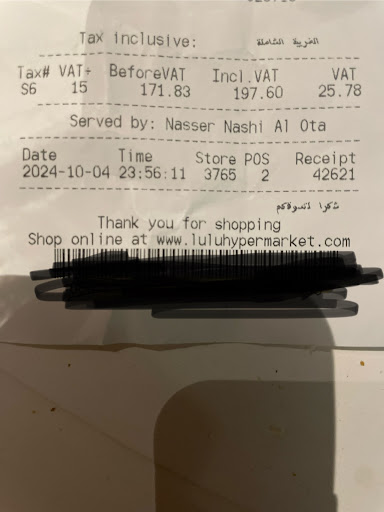 Tax inclusive: الضريبة الشاملة
Tax# VAT+ BeforeVAT Incl.VAT VAT
S6 15 171.83 197.60 25.78
Served by: Nasser Nashi Al Ota
Date Time Store POS Receipt
2024-10-04 23:56:11 3765 2 42621
شكرا لتسوقكم
Thank you for shopping
Shop online at www.luluhypermarket.com